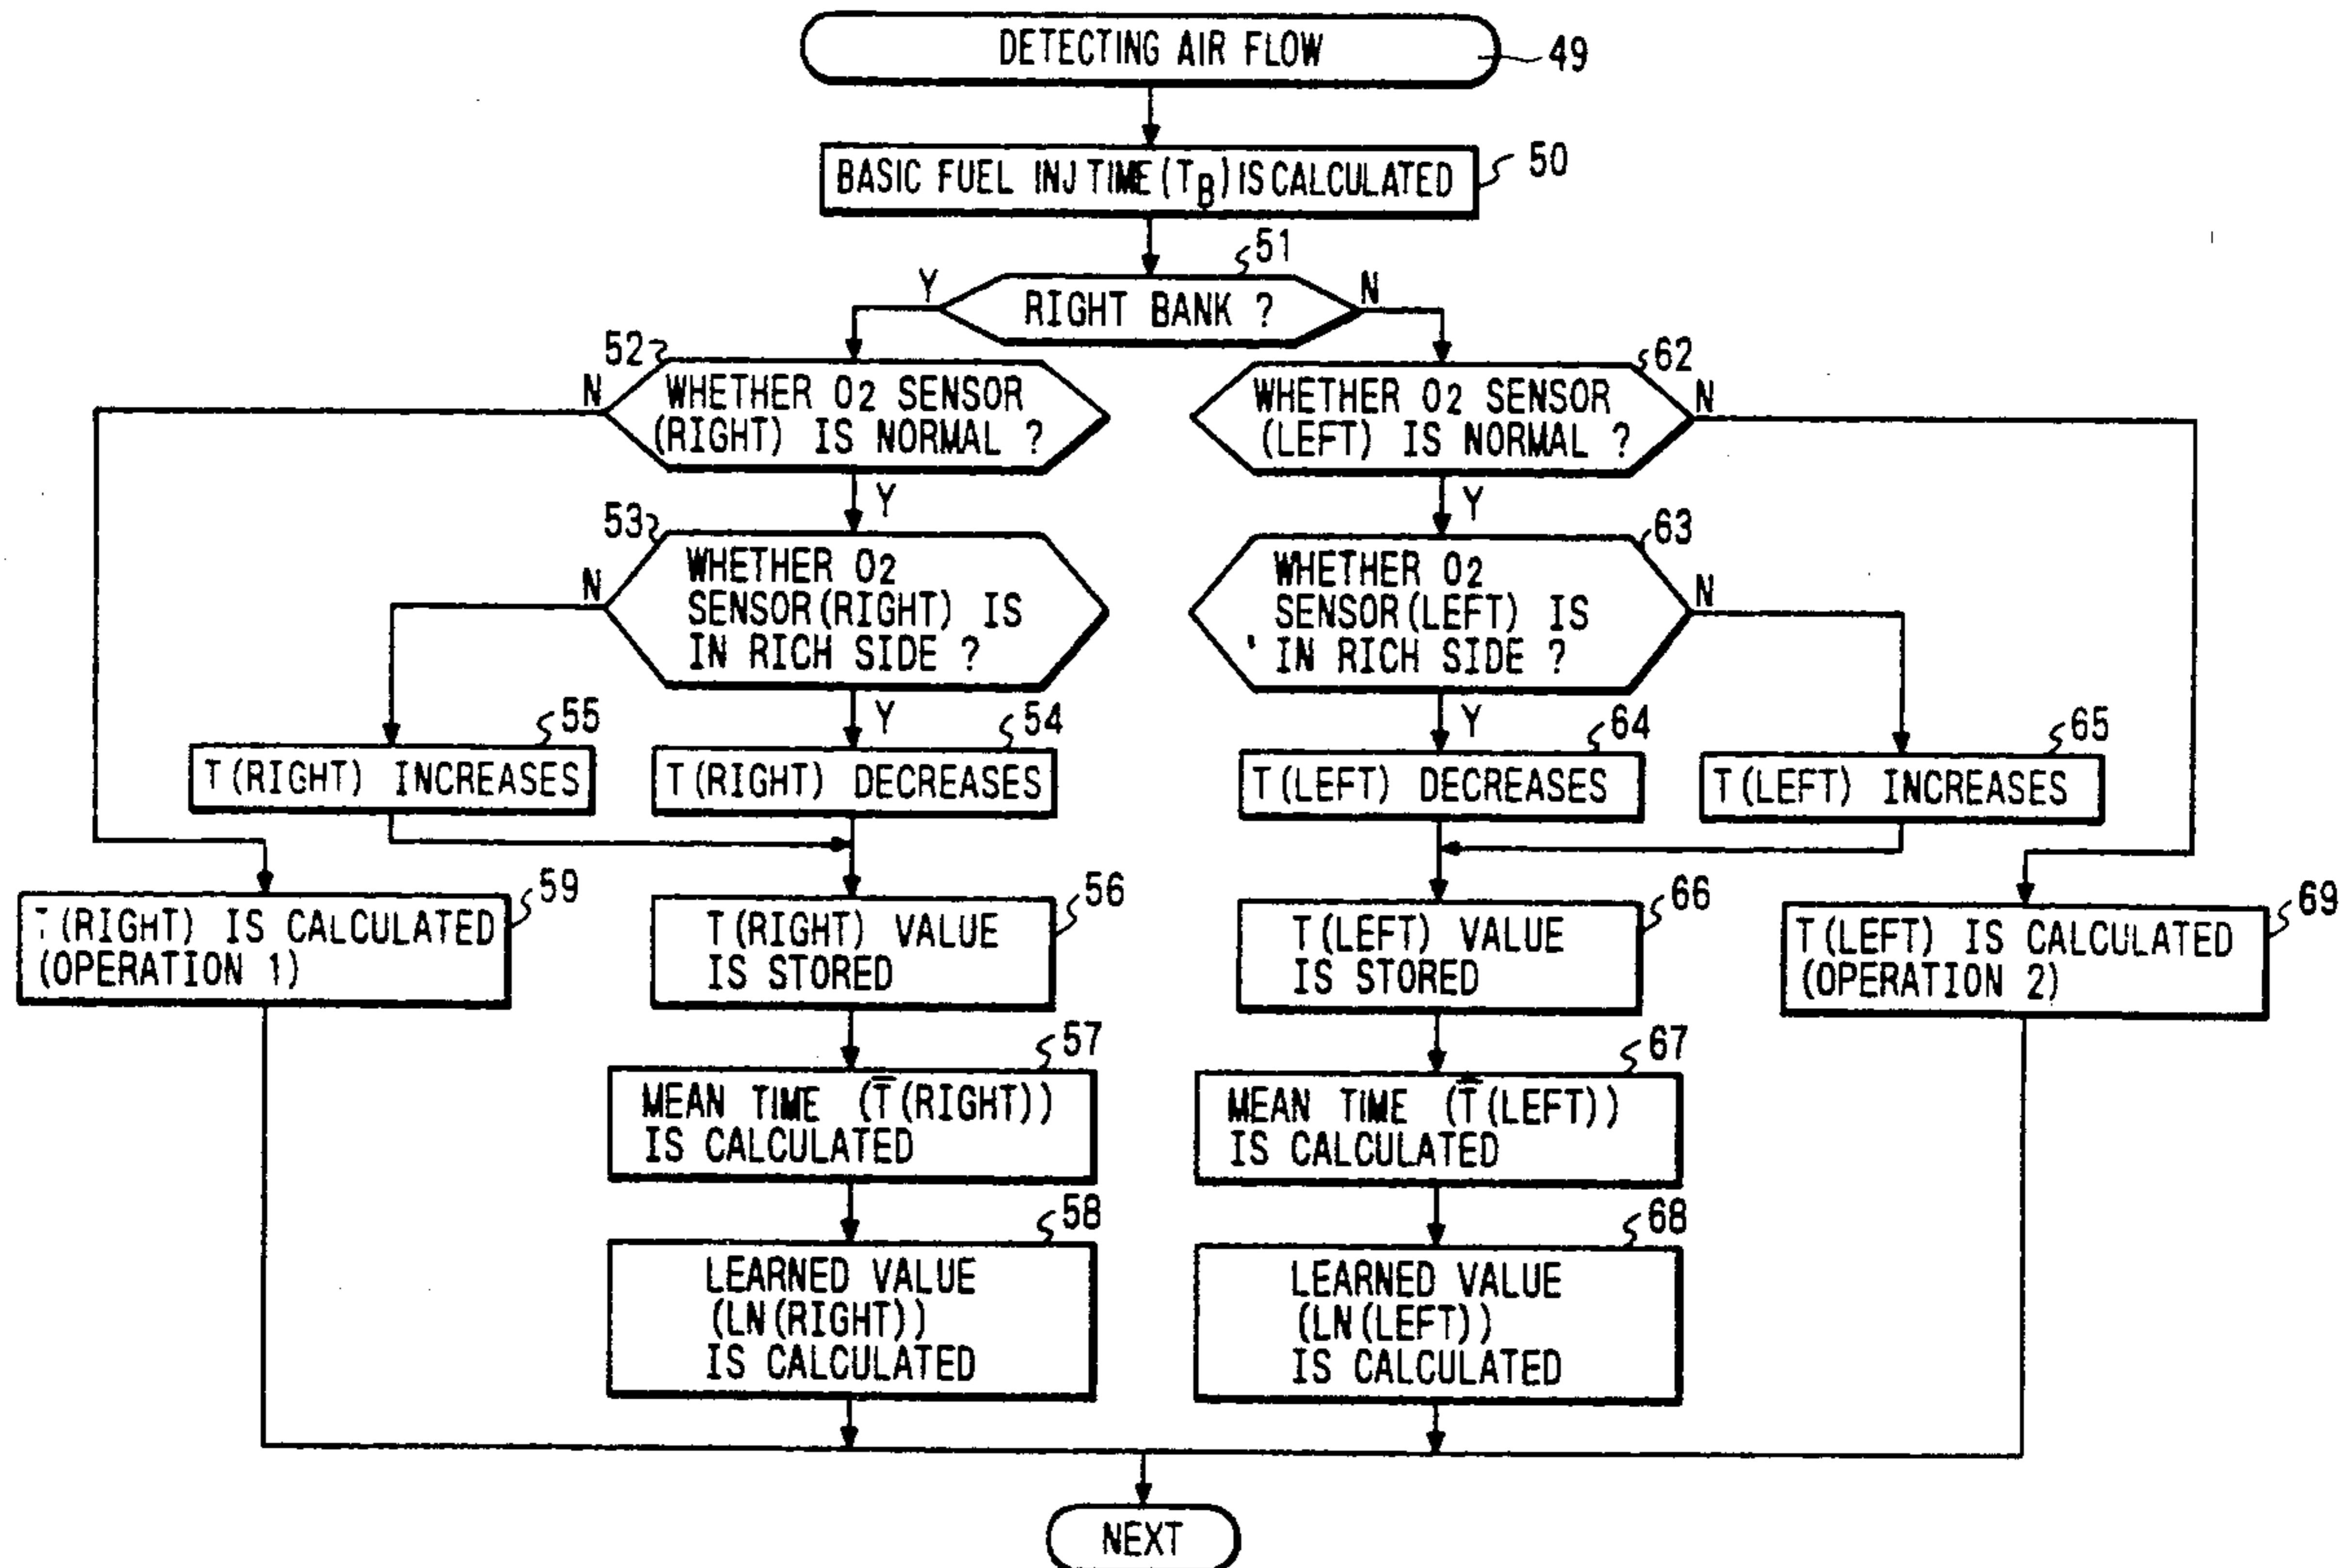 DETECTING AIR FLOW
49
BASIC FUEL INJ TIME (TB) IS CALCULATED
50
51
Y
RIGHT BANK ?
N
52
N
WHETHER O2 SENSOR
(RIGHT) IS NORMAL ?
62
WHETHER O2 SENSOR
(LEFT) IS NORMAL ?
N
Y
Y
53
N
WHETHER O2
SENSOR(RIGHT) IS
IN RICH SIDE ?
63
WHETHER O2
SENSOR(LEFT) IS
IN RICH SIDE ?
N
Y
Y
55
T(RIGHT) INCREASES
54
T(RIGHT) DECREASES
64
T(LEFT) DECREASES
65
T(LEFT) INCREASES
59
T(RIGHT) IS CALCULATED
(OPERATION 1)
56
T(RIGHT) VALUE
IS STORED
66
T(LEFT) VALUE
IS STORED
69
T(LEFT) IS CALCULATED
(OPERATION 2)
57
MEAN TIME (T̅(RIGHT))
IS CALCULATED
67
MEAN TIME (T̅(LEFT))
IS CALCULATED
58
LEARNED VALUE
(LN(RIGHT))
IS CALCULATED
68
LEARNED VALUE
(LN(LEFT))
IS CALCULATED
NEXT